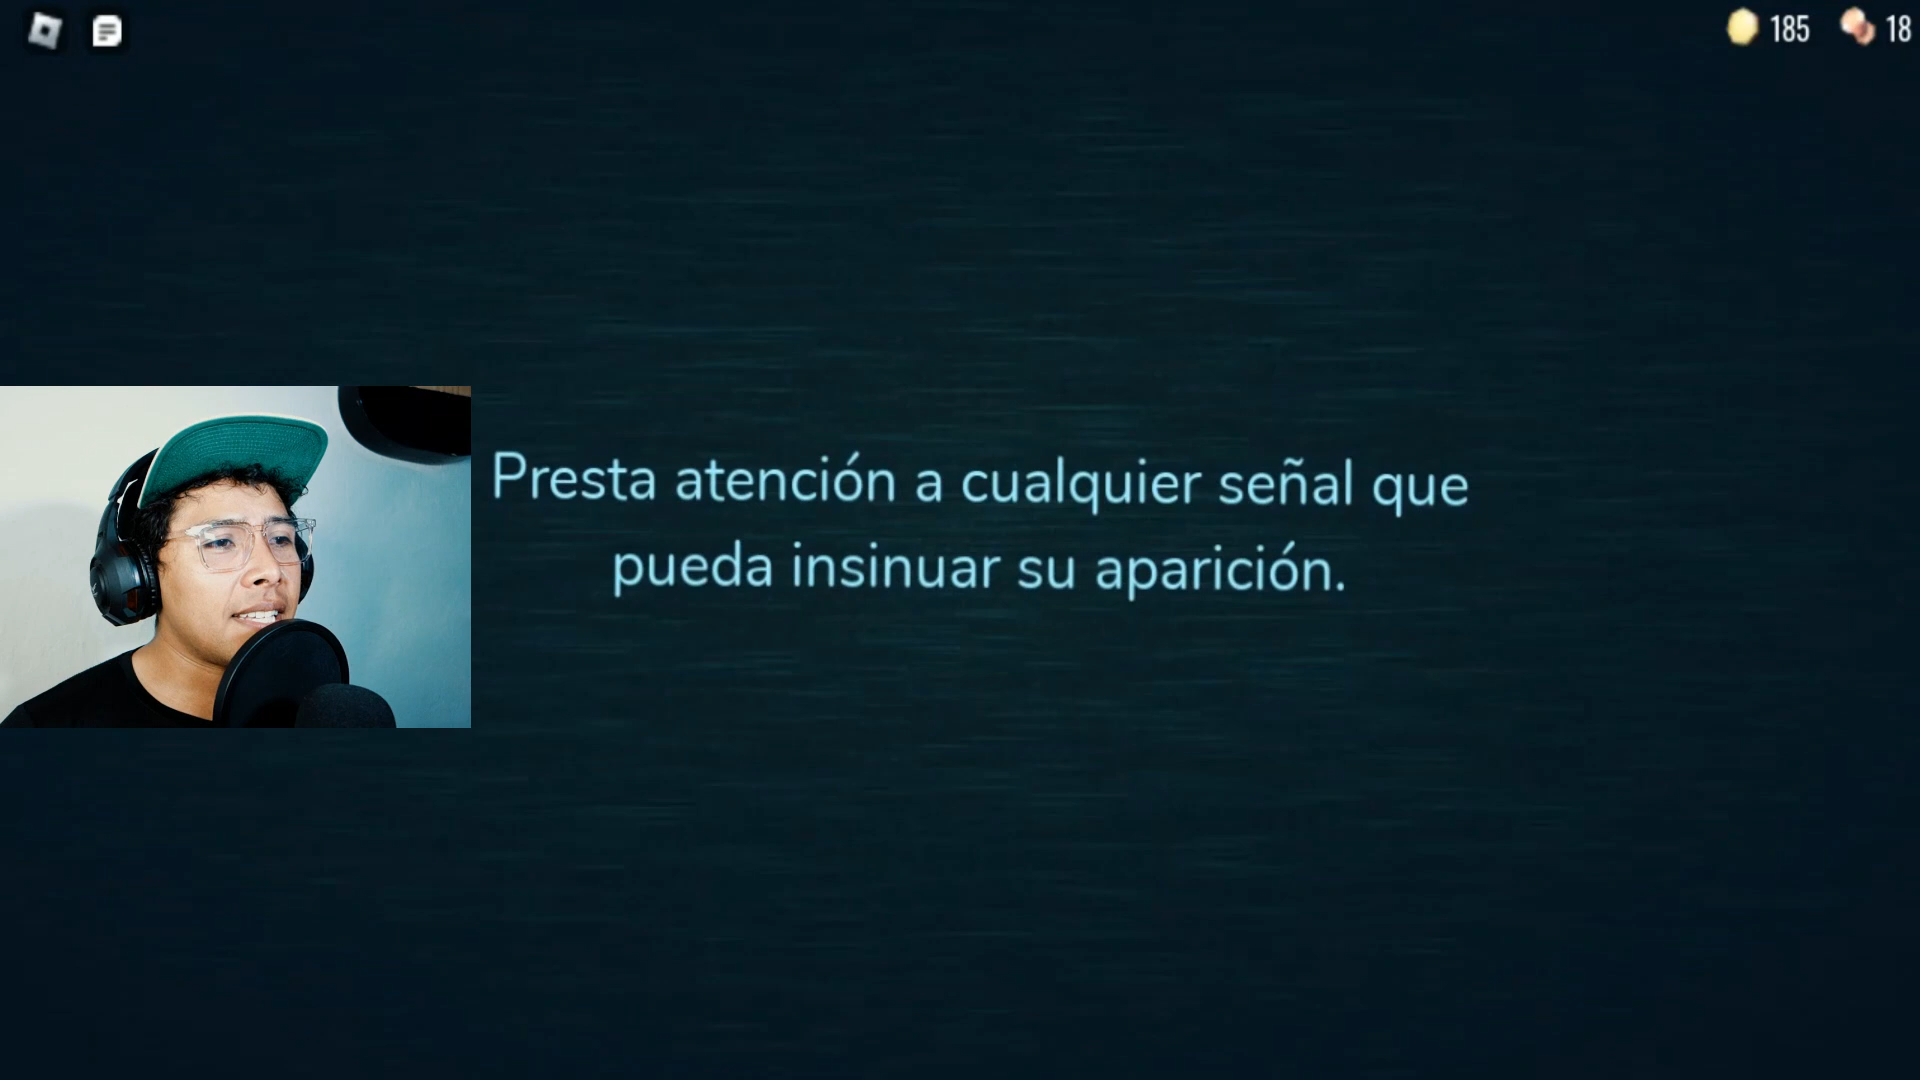 185
18
Presta atención a cualquier señal que
pueda insinuar su aparición.